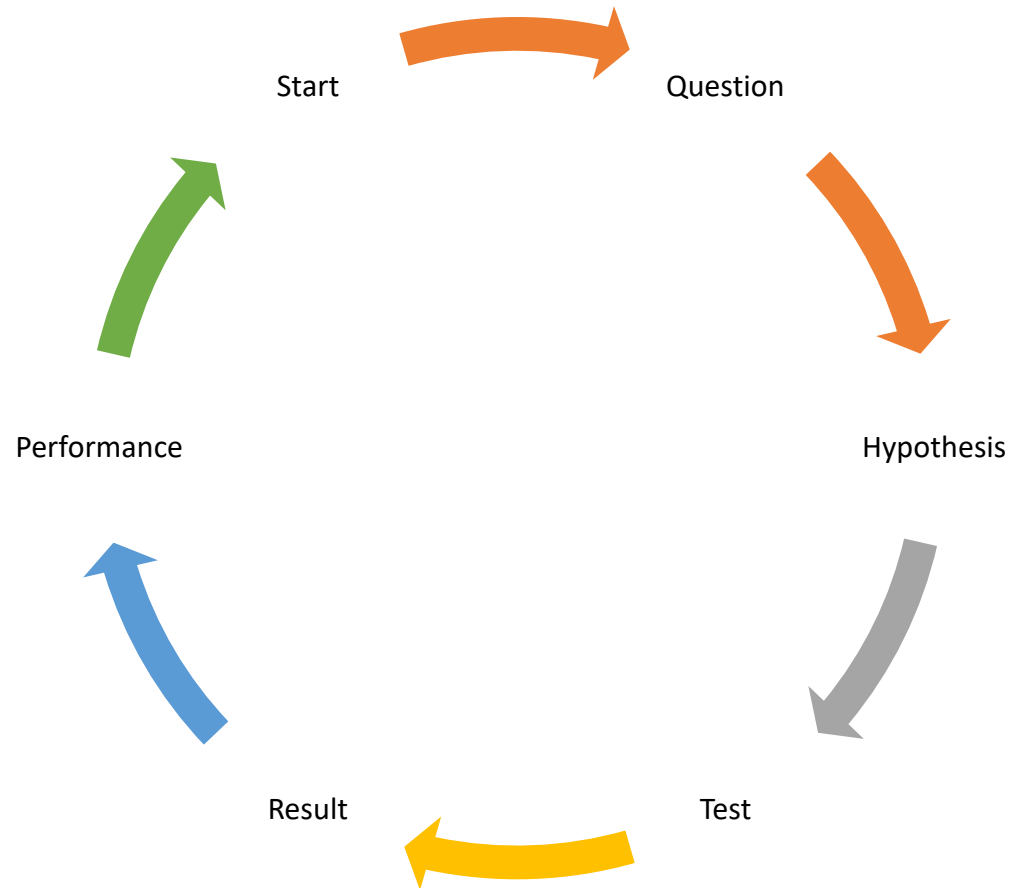 Start
Question
Hypothesis
Test
Result
Performance